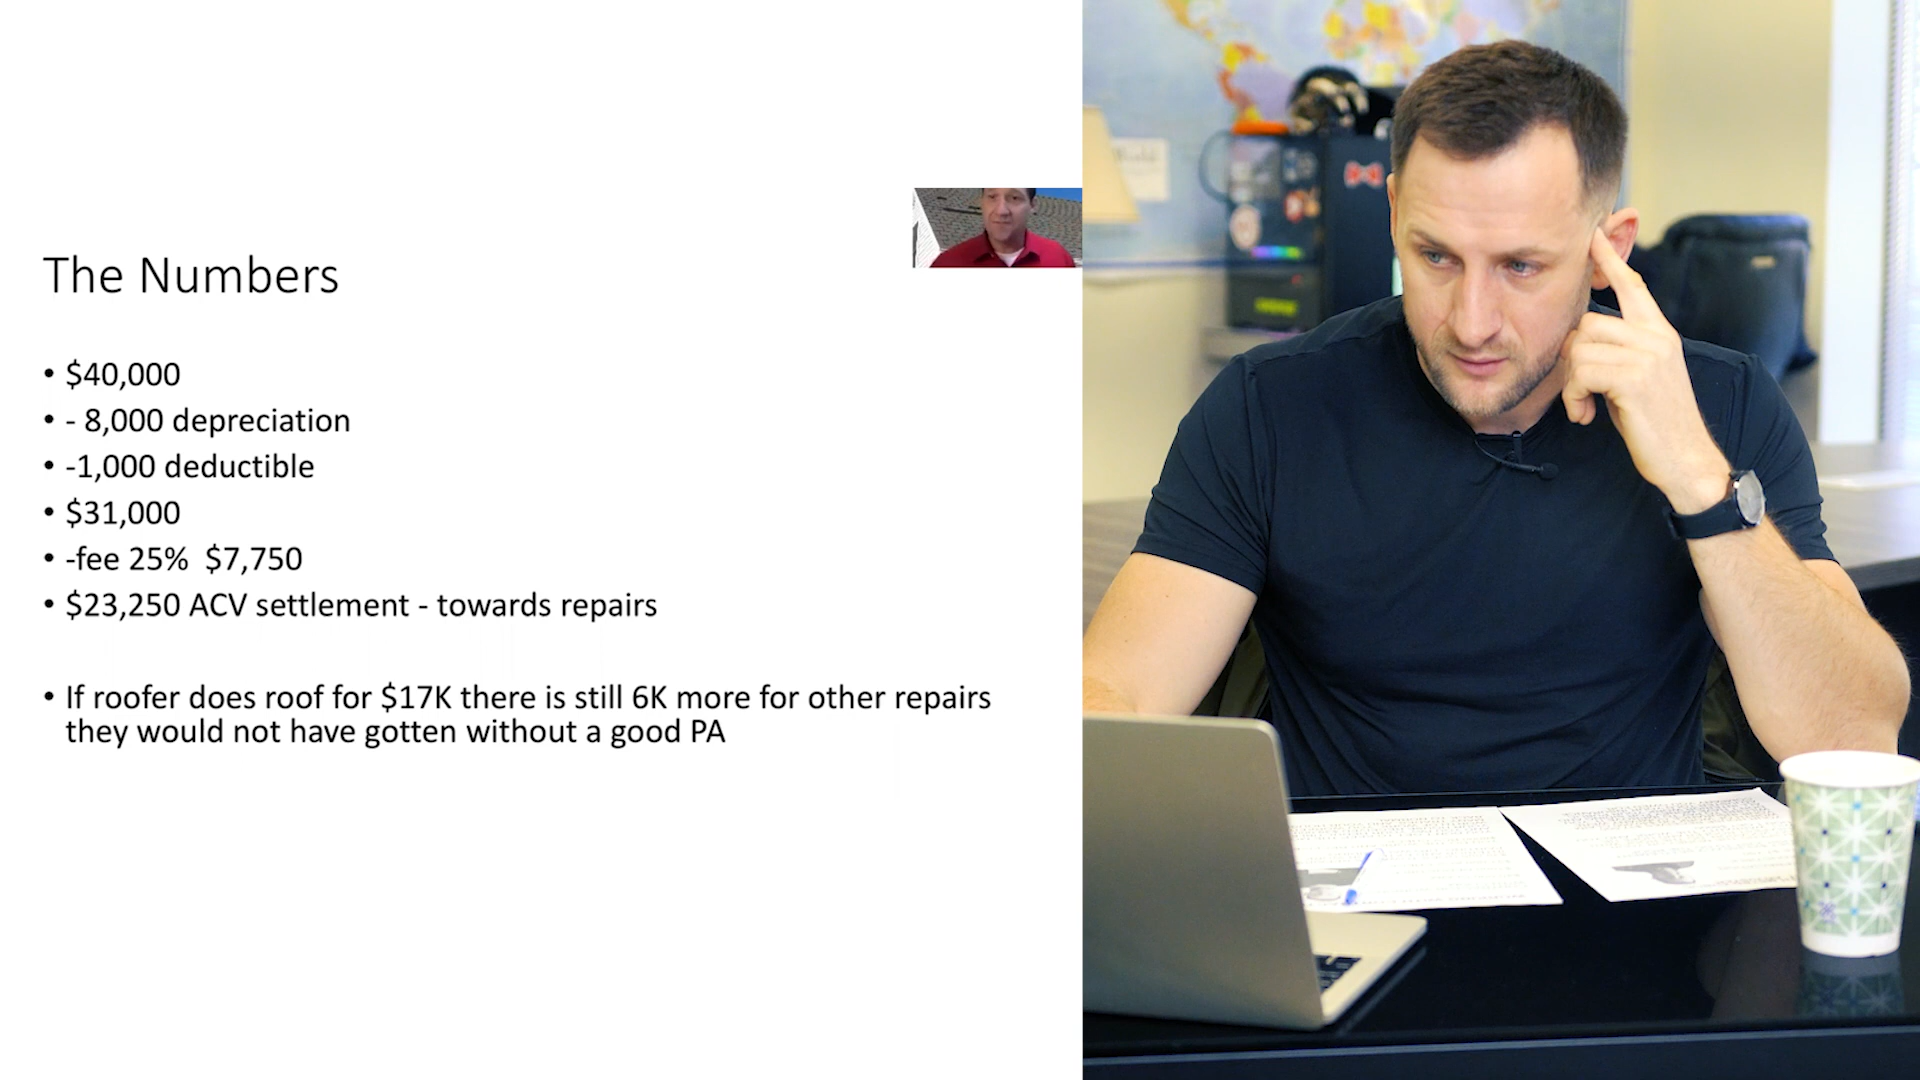 The Numbers
• $40,000
• - 8,000 depreciation
• -1,000 deductible
• $31,000
• -fee 25%  $7,750
• $23,250 ACV settlement - towards repairs
• If roofer does roof for $17K there is still 6K more for other repairs
they would not have gotten without a good PA